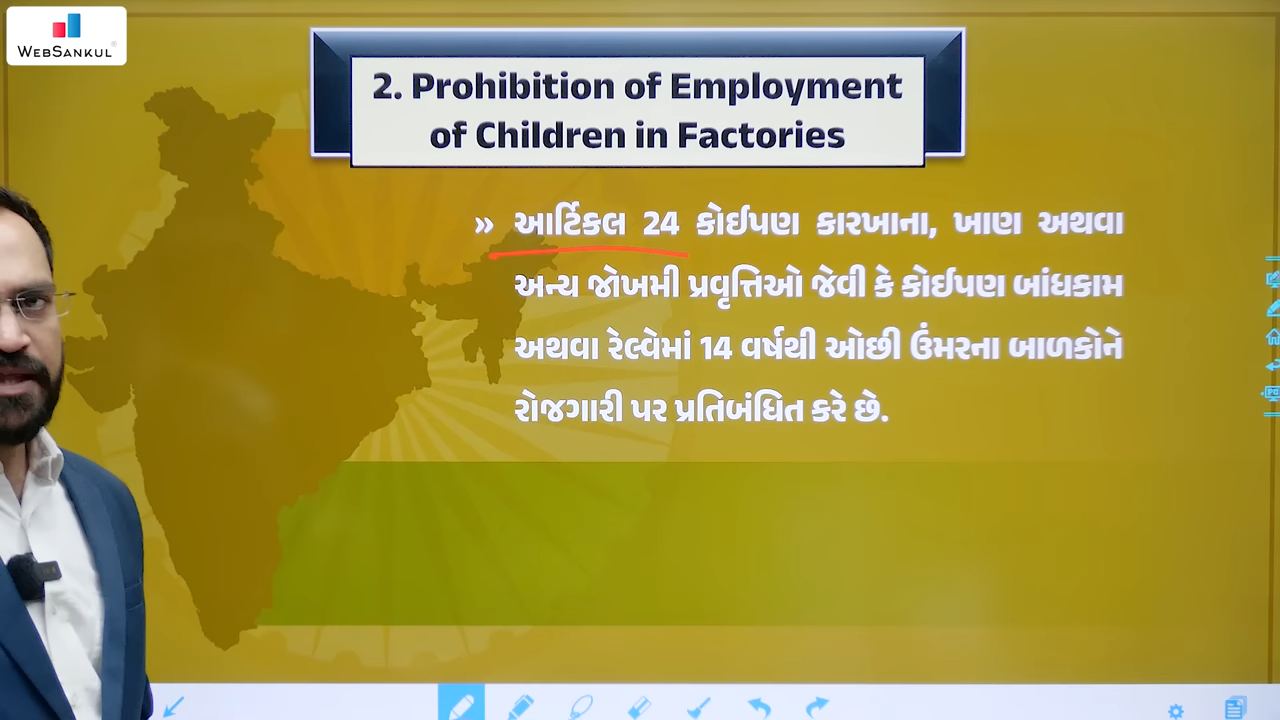 WEBSANKUL
2. Prohibition of Employment
of Children in Factories
» આર્ટિકલ 24 કોઈપણ કારખાના, ખાણ અથવા
અન્ય જોખમી પ્રવૃત્તિઓ જેવી કે કોઈપણ બાંધકામ
અથવા રેલ્વેમાં 14 વર્ષથી ઓછી ઉંમરના બાળકોને
રોજગારી પર પ્રતિબંધિત કરે છે.